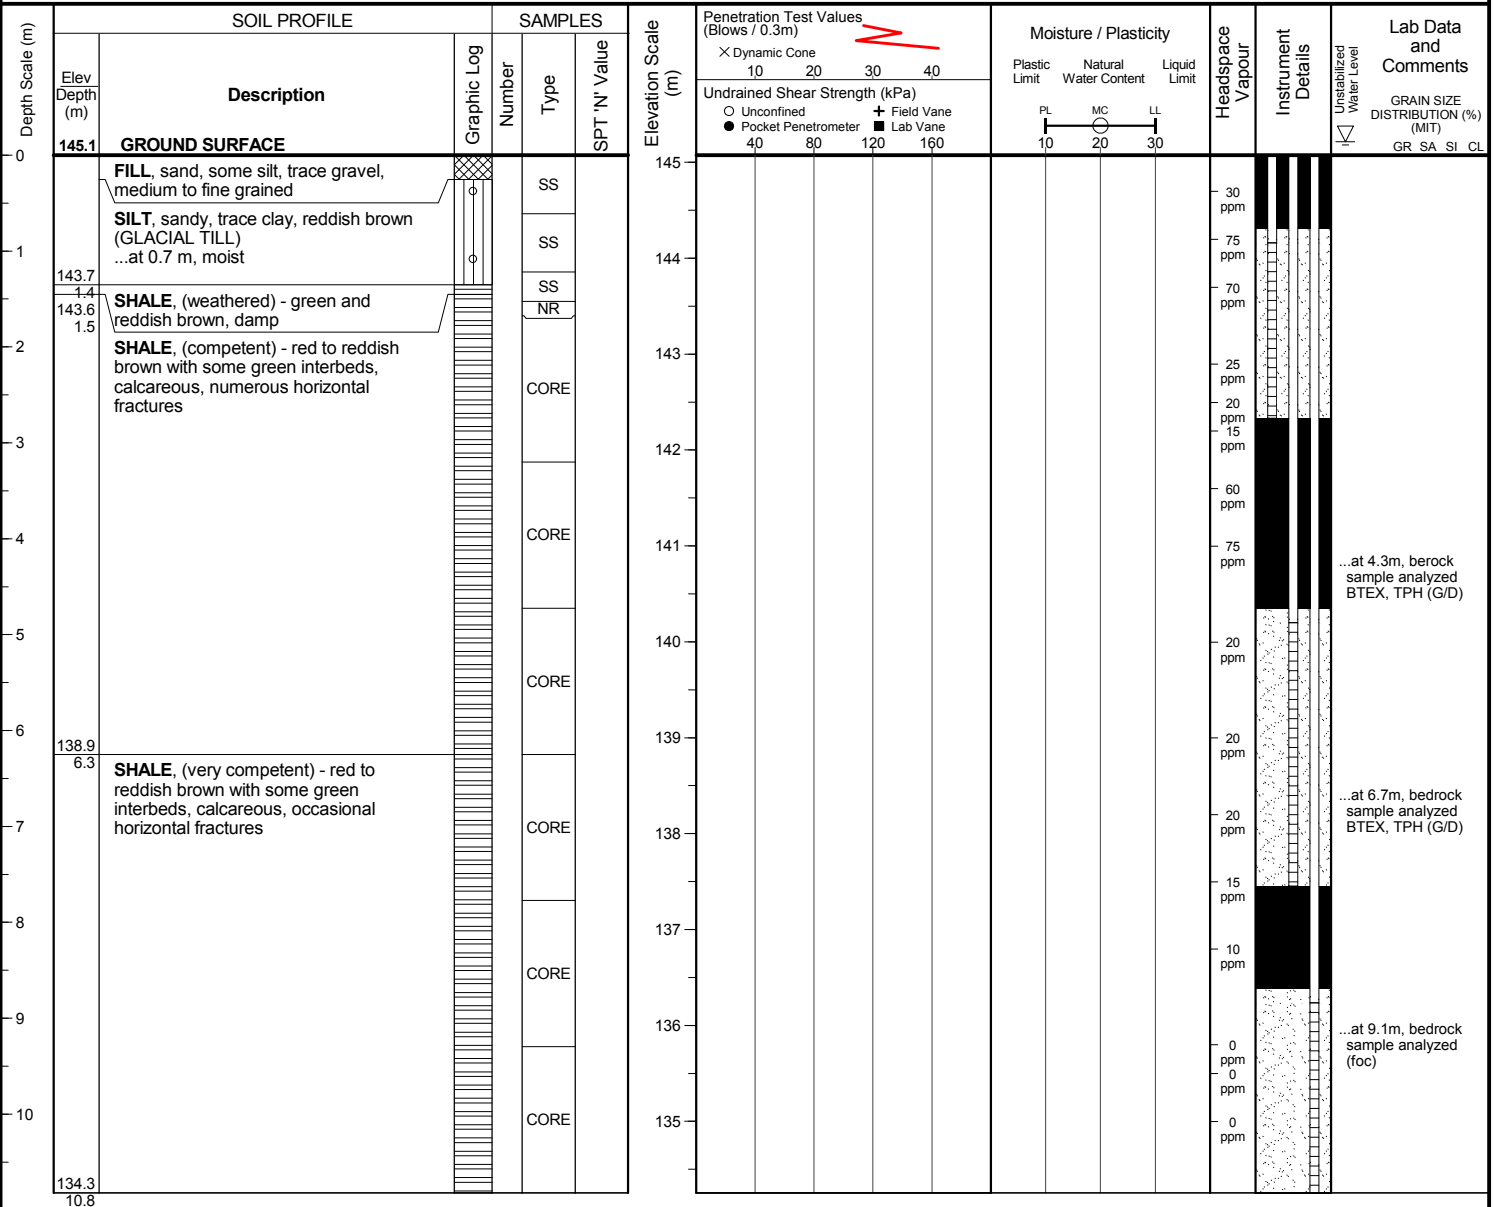 SOIL PROFILE
SAMPLES
Depth Scale (m)
Elev
Depth
(m)
Description
Graphic Log
Number
Type
SPT 'N' Value
Elevation Scale
(m)
Penetration Test Values
(Blows / 0.3m)
× Dynamic Cone
10 20 30 40
Undrained Shear Strength (kPa)
Unconfined + Field Vane
Pocket Penetrometer Lab Vane
40 80 120 160
Moisture / Plasticity
Plastic Limit
Natural Water Content
Liquid Limit
PL MC LL
10 20 30
Headspace
Vapour
Instrument
Details
Unstabilized
Water Level
Lab Data
and
Comments
GRAIN SIZE
DISTRIBUTION (%)
(MIT)
GR SA SI CL
145.1 GROUND SURFACE
0
1
2
3
4
5
6
7
8
9
10
FILL, sand, some silt, trace gravel,
medium to fine grained
SILT, sandy, trace clay, reddish brown
(GLACIAL TILL)
...at 0.7 m, moist
143.7
1.4
SHALE, (weathered) - green and
reddish brown, damp
143.6
1.5
SHALE, (competent) - red to reddish
brown with some green interbeds,
calcareous, numerous horizontal
fractures
138.9
6.3
SHALE, (very competent) - red to
reddish brown with some green
interbeds, calcareous, occasional
horizontal fractures
134.3
10.8
SS
SS
SS
NR
CORE
CORE
CORE
CORE
CORE
CORE
145
144
143
142
141
140
139
138
137
136
135
30
ppm
75
ppm
70
ppm
25
ppm
20
ppm
15
ppm
60
ppm
75
ppm
20
ppm
20
ppm
20
ppm
15
ppm
10
ppm
0
ppm
0
ppm
0
ppm
...at 4.3m, berock
sample analyzed
BTEX, TPH (G/D)
...at 6.7m, bedrock
sample analyzed
BTEX, TPH (G/D)
...at 9.1m, bedrock
sample analyzed
(foc)